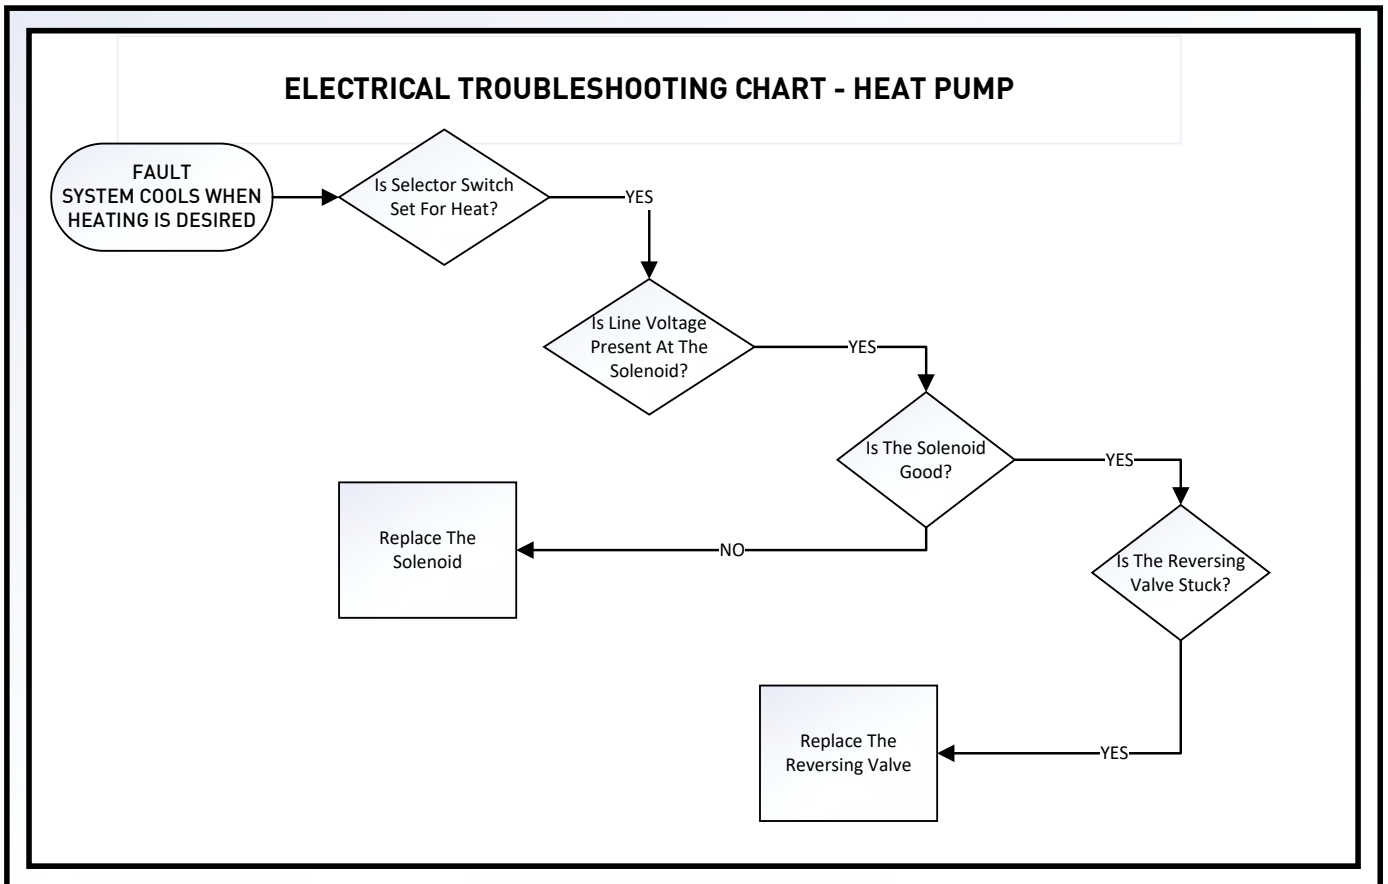 ELECTRICAL TROUBLESHOOTING CHART - HEAT PUMP
FAULT
SYSTEM COOLS WHEN
HEATING IS DESIRED
Is Selector Switch
Set For Heat?
YES
Is Line Voltage
Present At The
Solenoid?
YES
Is The Solenoid
Good?
YES
NO
Replace The
Solenoid
Is The Reversing
Valve Stuck?
YES
Replace The
Reversing Valve